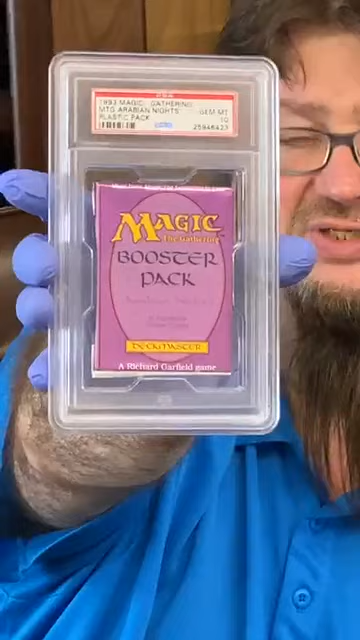 1993 MAGIC: GATHERING
MTG ARABIAN NIGHTS GEM MT
PLASTIC PACK 10
25946423
MAGIC
The Gathering
BOOSTER
PACK
DECKMASTER
A Richard Garfield game